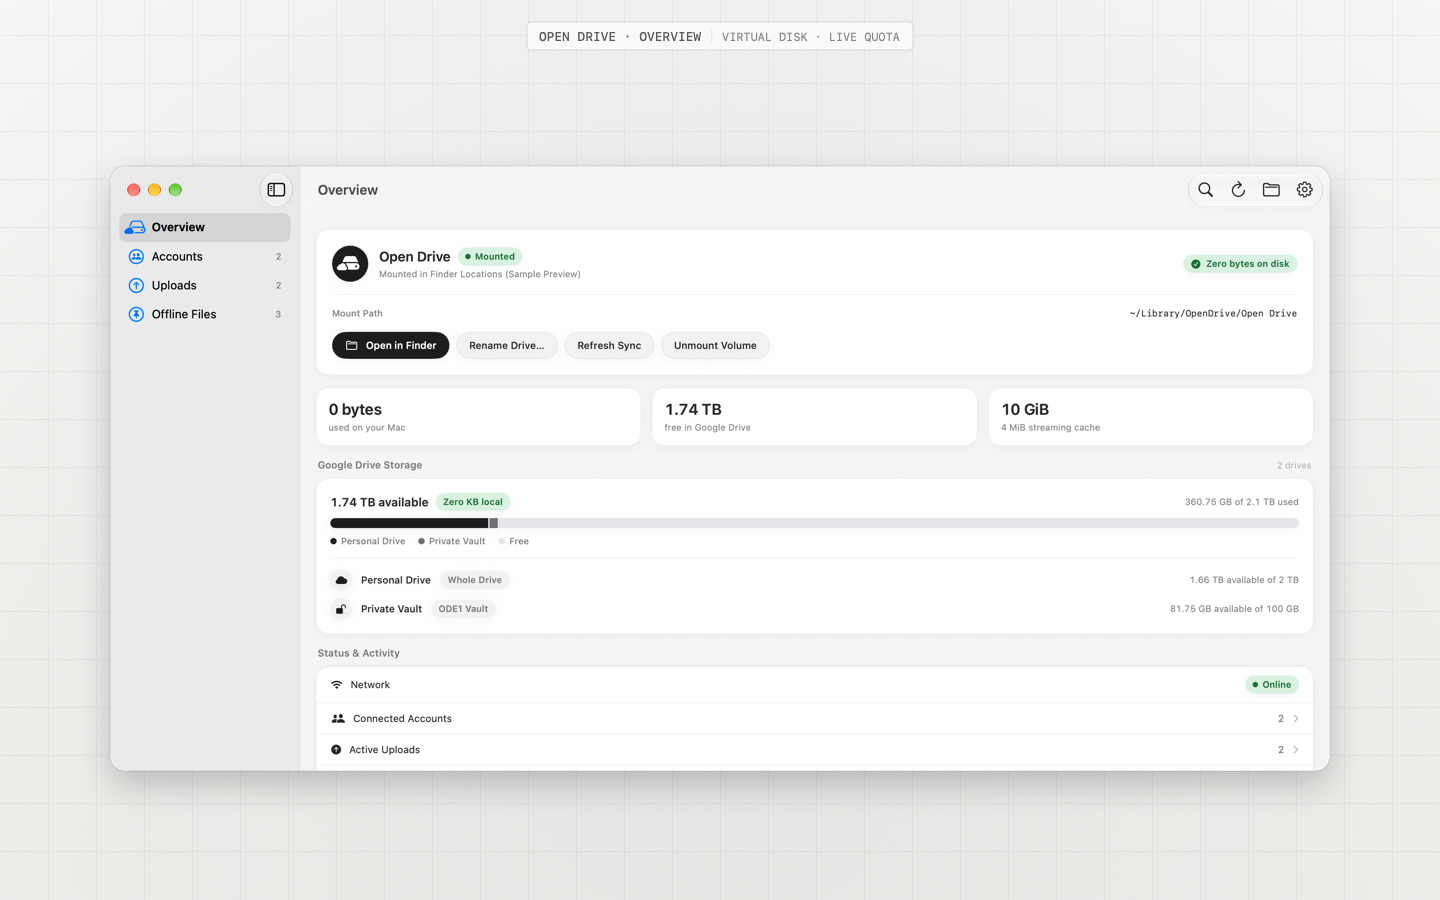 OPEN DRIVE · OVERVIEW VIRTUAL DISK · LIVE QUOTA
Overview
Overview
Accounts 2
Uploads 2
Offline Files 3
Open Drive Mounted
Mounted in Finder Locations (Sample Preview)
Zero bytes on disk
Mount Path ~/Library/OpenDrive/Open Drive
Open in Finder Rename Drive... Refresh Sync Unmount Volume
0 bytes
used on your Mac
1.74 TB
free in Google Drive
10 GiB
4 MiB streaming cache
Google Drive Storage 2 drives
1.74 TB available Zero KB local 360.75 GB of 2.1 TB used
Personal Drive Private Vault Free
Personal Drive Whole Drive 1.66 TB available of 2 TB
Private Vault ODE1 Vault 81.75 GB available of 100 GB
Status & Activity
Network Online
Connected Accounts 2
Active Uploads 2